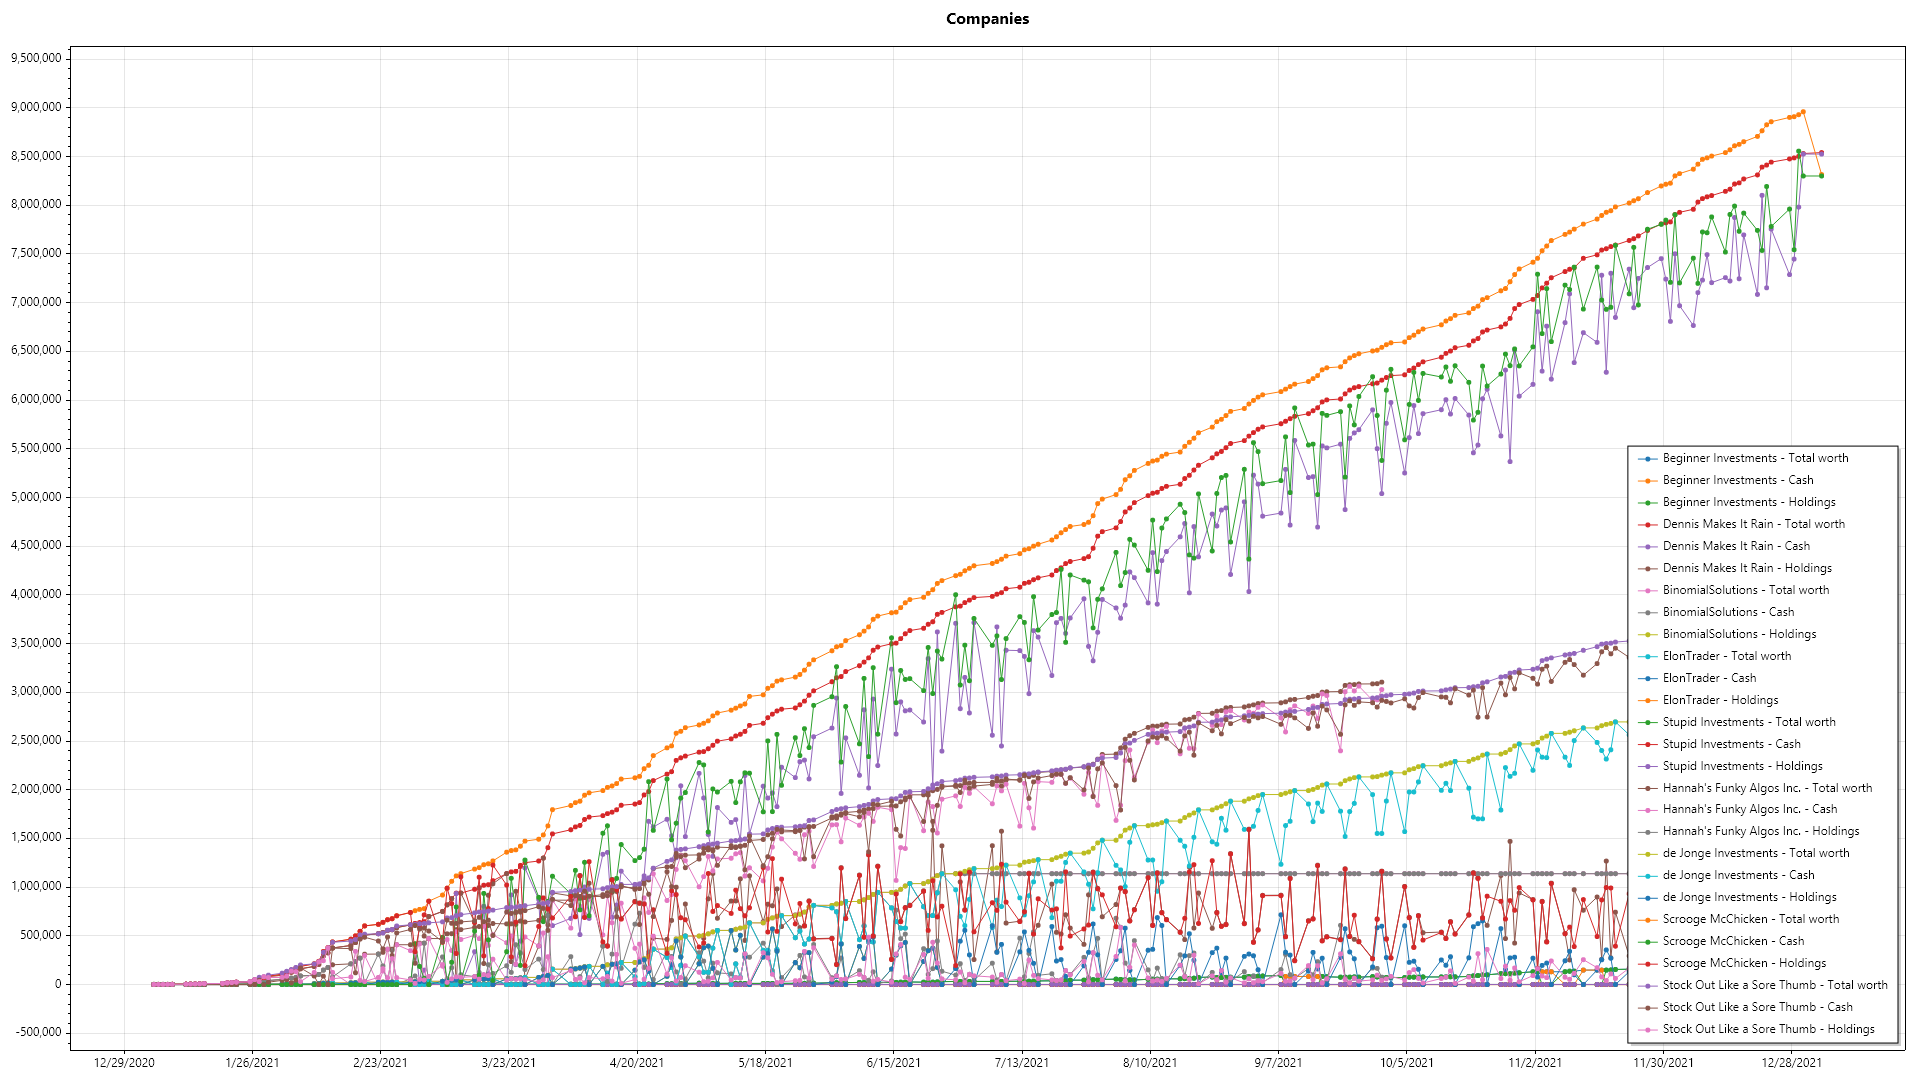 Companies
9,500,000
9,000,000
8,500,000
8,000,000
7,500,000
7,000,000
6,500,000
6,000,000
5,500,000
5,000,000
4,500,000
4,000,000
3,500,000
3,000,000
2,500,000
2,000,000
1,500,000
1,000,000
500,000
0
-500,000
12/29/2020 1/26/2021 2/23/2021 3/23/2021 4/20/2021 5/18/2021 6/15/2021 7/13/2021 8/10/2021 9/7/2021 10/5/2021 11/2/2021 11/30/2021 12/28/2021
Beginner Investments - Total worth
Beginner Investments - Cash
Beginner Investments - Holdings
Dennis Makes It Rain - Total worth
Dennis Makes It Rain - Cash
Dennis Makes It Rain - Holdings
BinomialSolutions - Total worth
BinomialSolutions - Cash
BinomialSolutions - Holdings
ElonTrader - Total worth
ElonTrader - Cash
ElonTrader - Holdings
Stupid Investments - Total worth
Stupid Investments - Cash
Stupid Investments - Holdings
Hannah's Funky Algos Inc. - Total worth
Hannah's Funky Algos Inc. - Cash
Hannah's Funky Algos Inc. - Holdings
de Jonge Investments - Total worth
de Jonge Investments - Cash
de Jonge Investments - Holdings
Scrooge McChicken - Total worth
Scrooge McChicken - Cash
Scrooge McChicken - Holdings
Stock Out Like a Sore Thumb - Total worth
Stock Out Like a Sore Thumb - Cash
Stock Out Like a Sore Thumb - Holdings